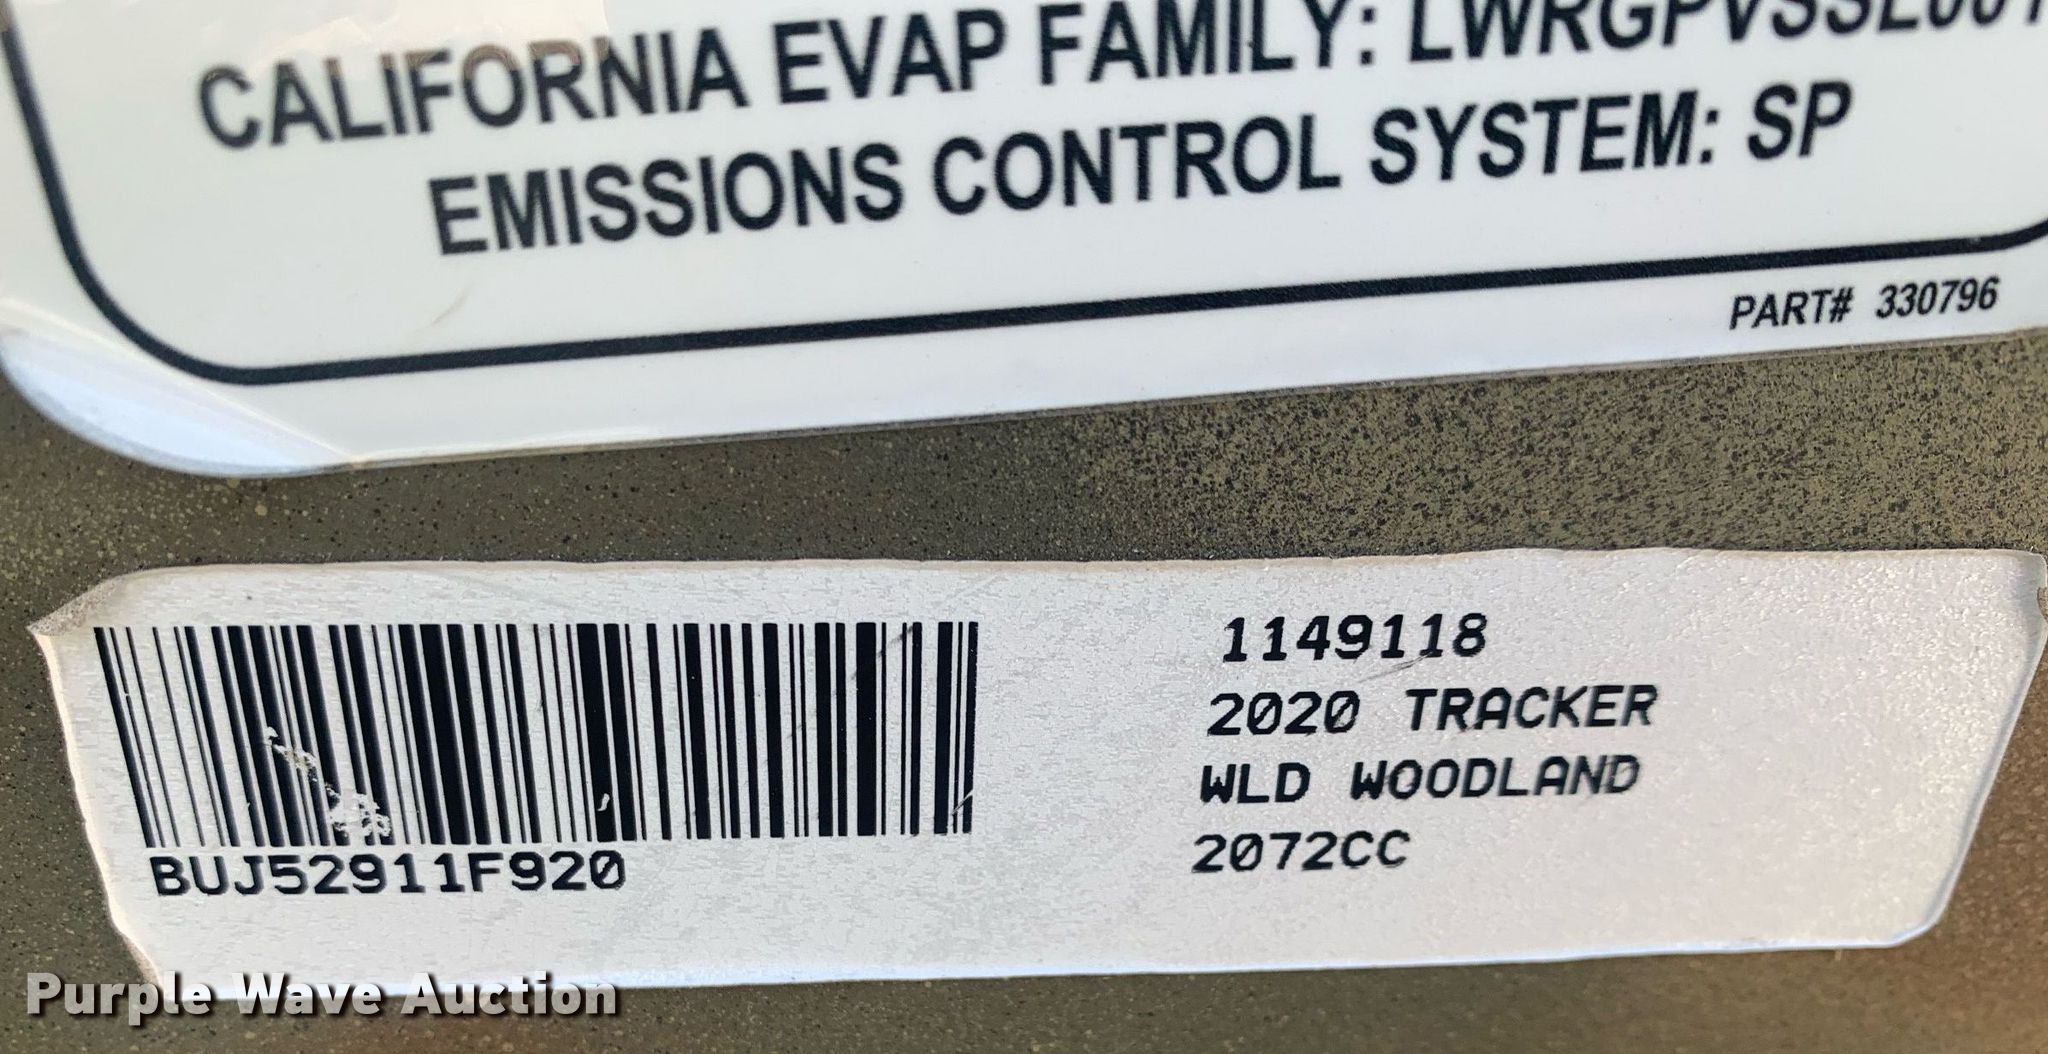 CALIFORNIA EVAP FAMILY:
EMISSIONS CONTROL SYSTEM: SP
PART# 330796
1149118
2020 TRACKER
WLD WOODLAND
2072CC
BUJ52911F920
Purple Wave Auction